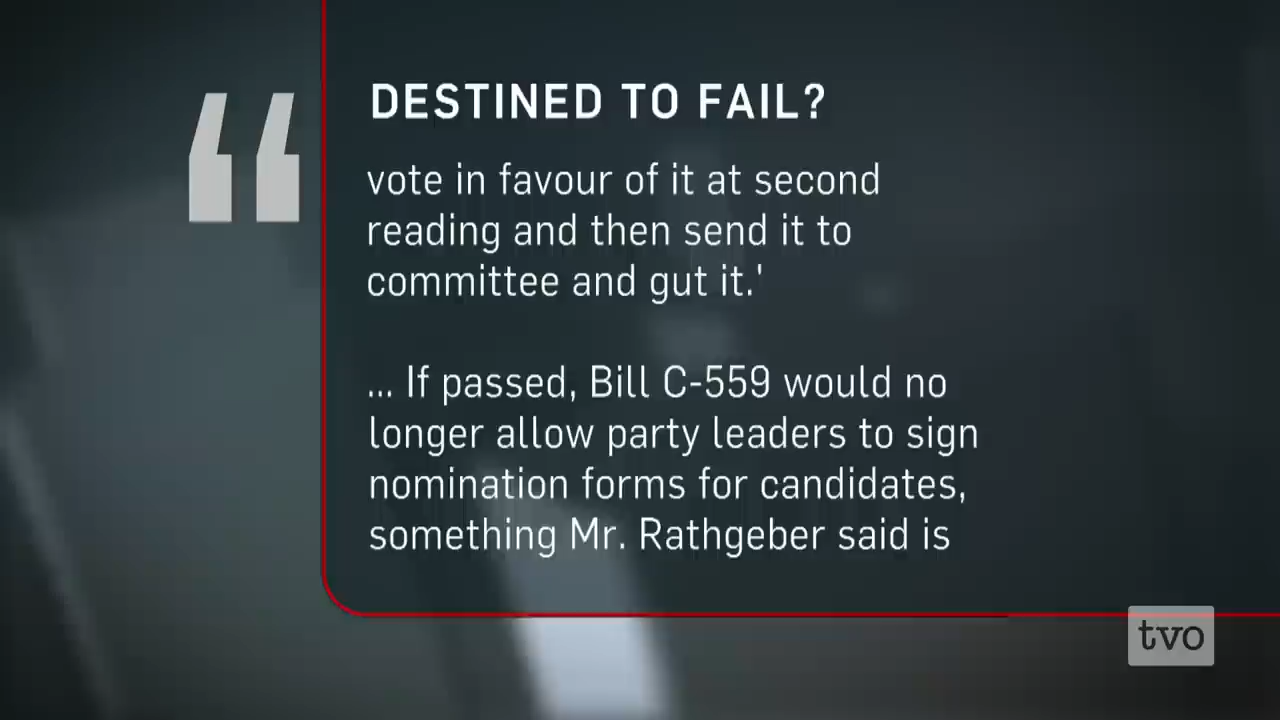 “
DESTINED TO FAIL?
vote in favour of it at second
reading and then send it to
committee and gut it.'
... If passed, Bill C-559 would no
longer allow party leaders to sign
nomination forms for candidates,
something Mr. Rathgeber said is
tvo